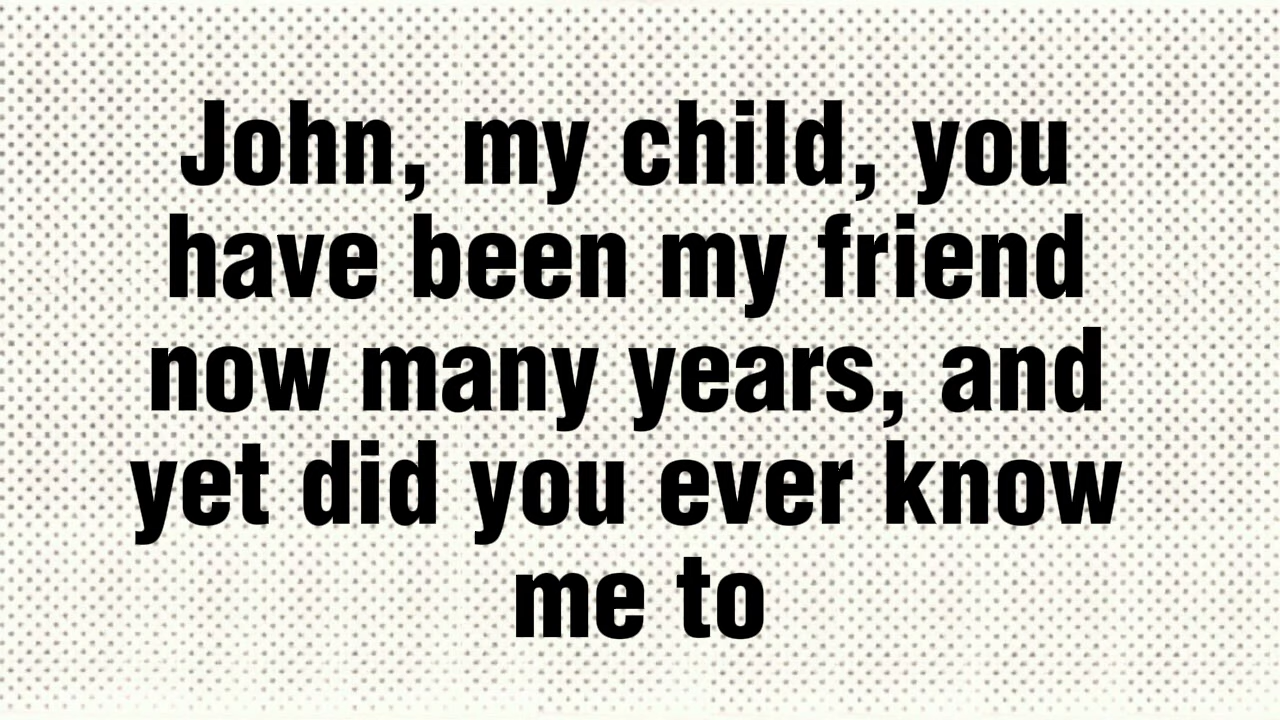 John, my child, you
have been my friend
now many years, and
yet did you ever know
me to